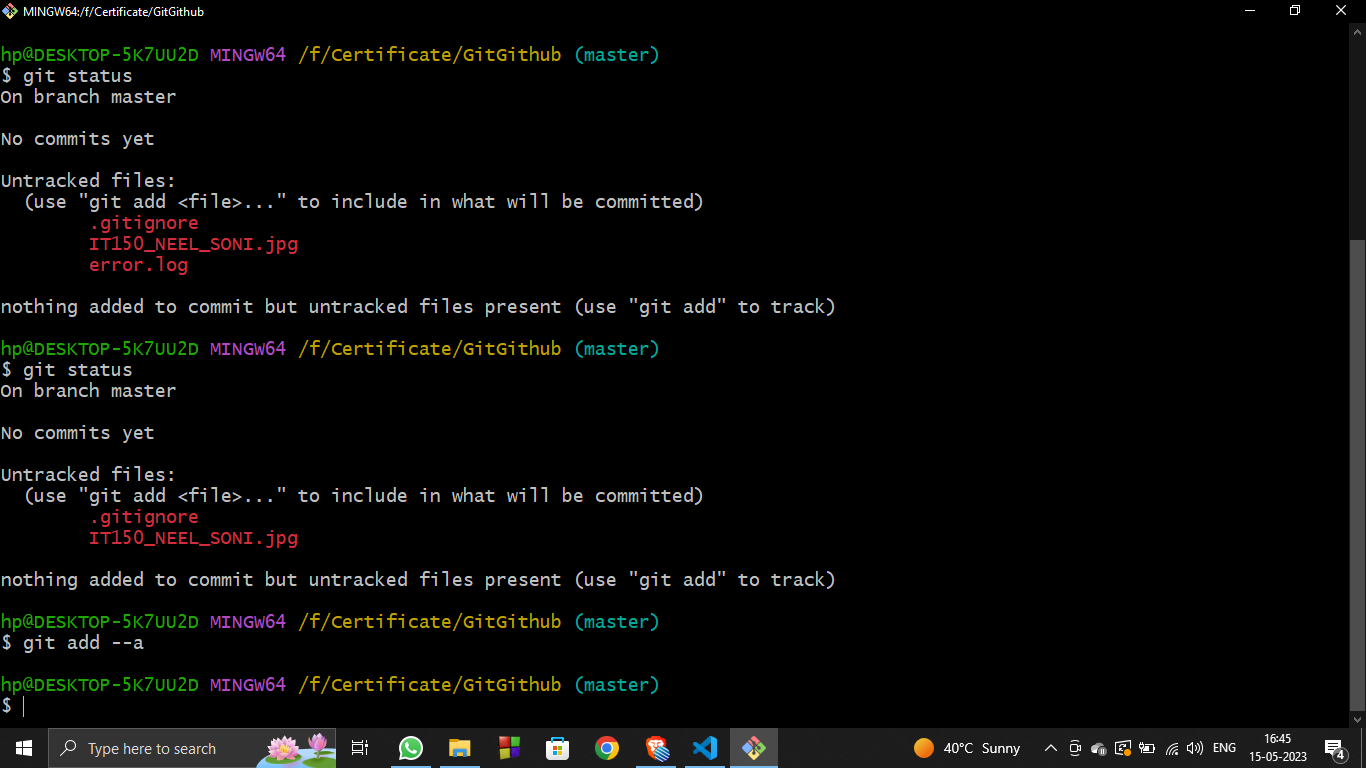 MINGW64:/f/Certificate/GitGithub
hp@DESKTOP-5K7UU2D MINGW64 /f/Certificate/GitGithub (master)
$ git status
On branch master
No commits yet
Untracked files:
(use "git add <file>..." to include in what will be committed)
.gitignore
IT150_NEEL_SONI.jpg
error.log
nothing added to commit but untracked files present (use "git add" to track)
hp@DESKTOP-5K7UU2D MINGW64 /f/Certificate/GitGithub (master)
$ git status
On branch master
No commits yet
Untracked files:
(use "git add <file>..." to include in what will be committed)
.gitignore
IT150_NEEL_SONI.jpg
nothing added to commit but untracked files present (use "git add" to track)
hp@DESKTOP-5K7UU2D MINGW64 /f/Certificate/GitGithub (master)
$ git add --a
hp@DESKTOP-5K7UU2D MINGW64 /f/Certificate/GitGithub (master)
$
Type here to search
40°C Sunny
ENG
16:45
15-05-2023
4